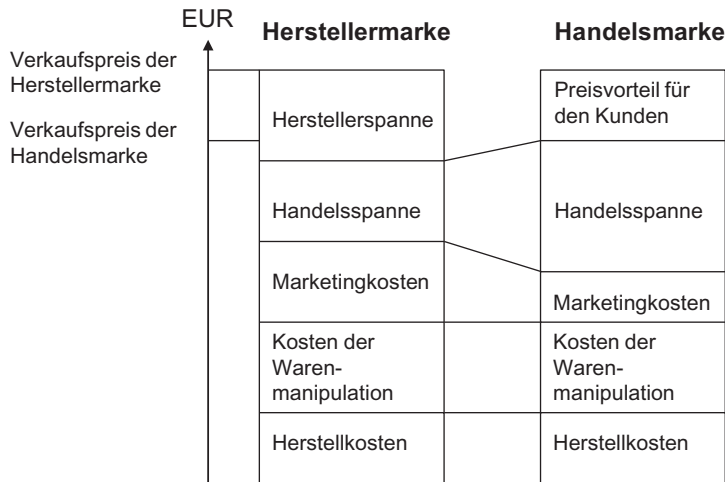 EUR
Herstellermarke
Handelsmarke
Verkaufspreis der
Herstellermarke
Verkaufspreis der
Handelsmarke
Herstellerspanne
Handelsspanne
Marketingkosten
Kosten der
Waren-
manipulation
Herstellkosten
Preisvorteil für
den Kunden
Handelsspanne
Marketingkosten
Kosten der
Waren-
manipulation
Herstellkosten